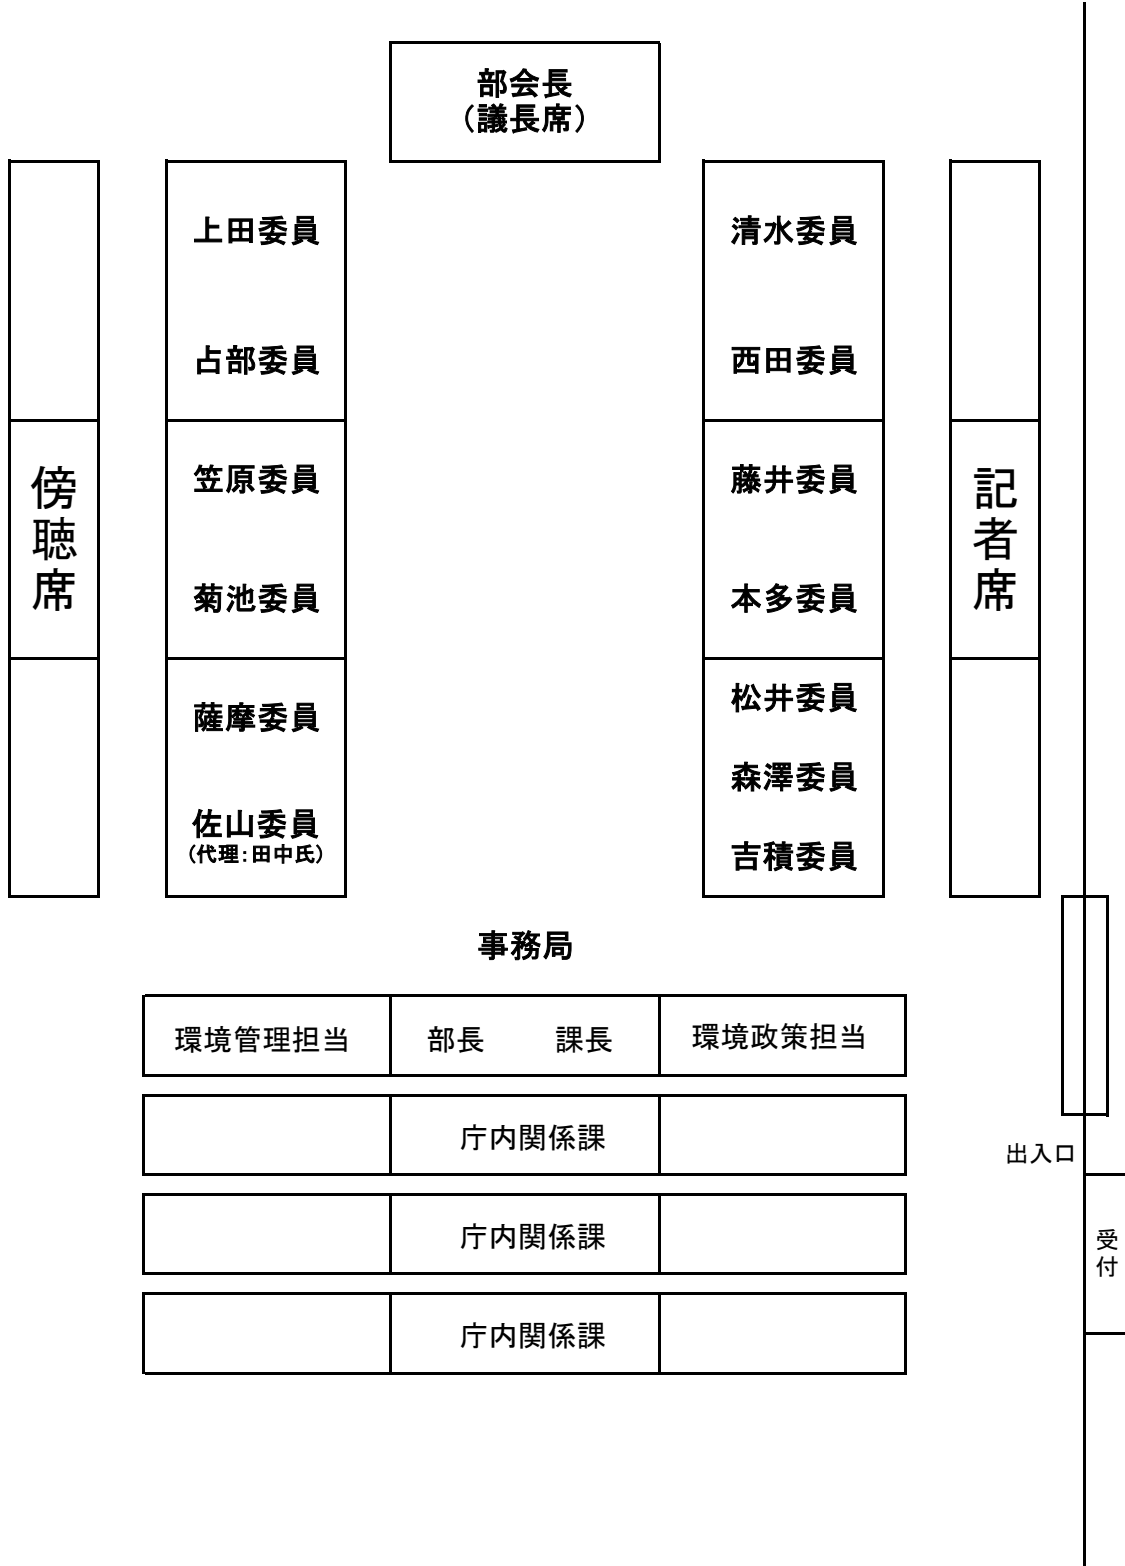 部会長
（議長席）
上田委員
清水委員
占部委員
西田委員
傍聴席
笠原委員
藤井委員
記者席
菊池委員
本多委員
薩摩委員
松井委員
森澤委員
佐山委員
（代理：田中氏）
吉積委員
事務局
環境管理担当
部長 課長
環境政策担当
庁内関係課
出入口
庁内関係課
受付
庁内関係課